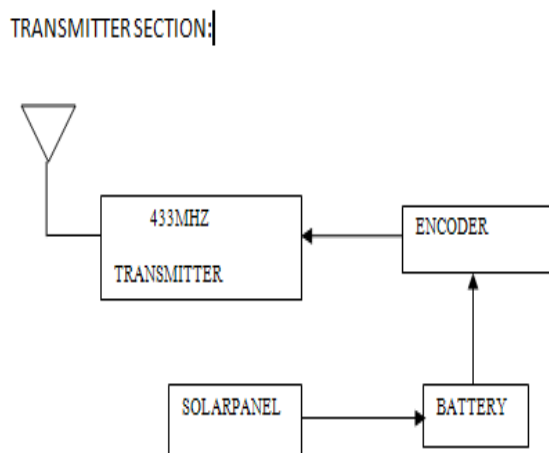 TRANSMITTER SECTION:
433MHZ
TRANSMITTER
ENCODER
SOLARPANEL
BATTERY